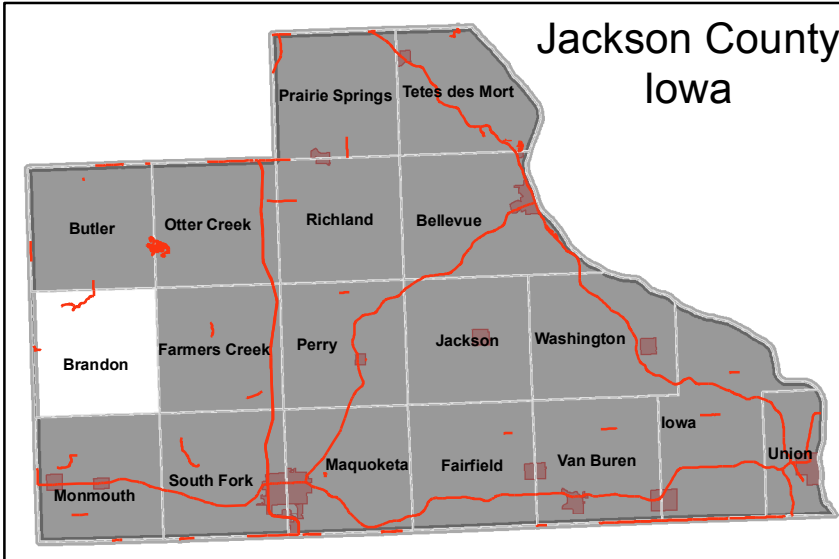 Jackson County
Iowa
Prairie Springs
Tetes des Mort
Butler
Otter Creek
Richland
Bellevue
Brandon
Farmers Creek
Perry
Jackson
Washington
Monmouth
South Fork
Maquoketa
Fairfield
Van Buren
Iowa
Union